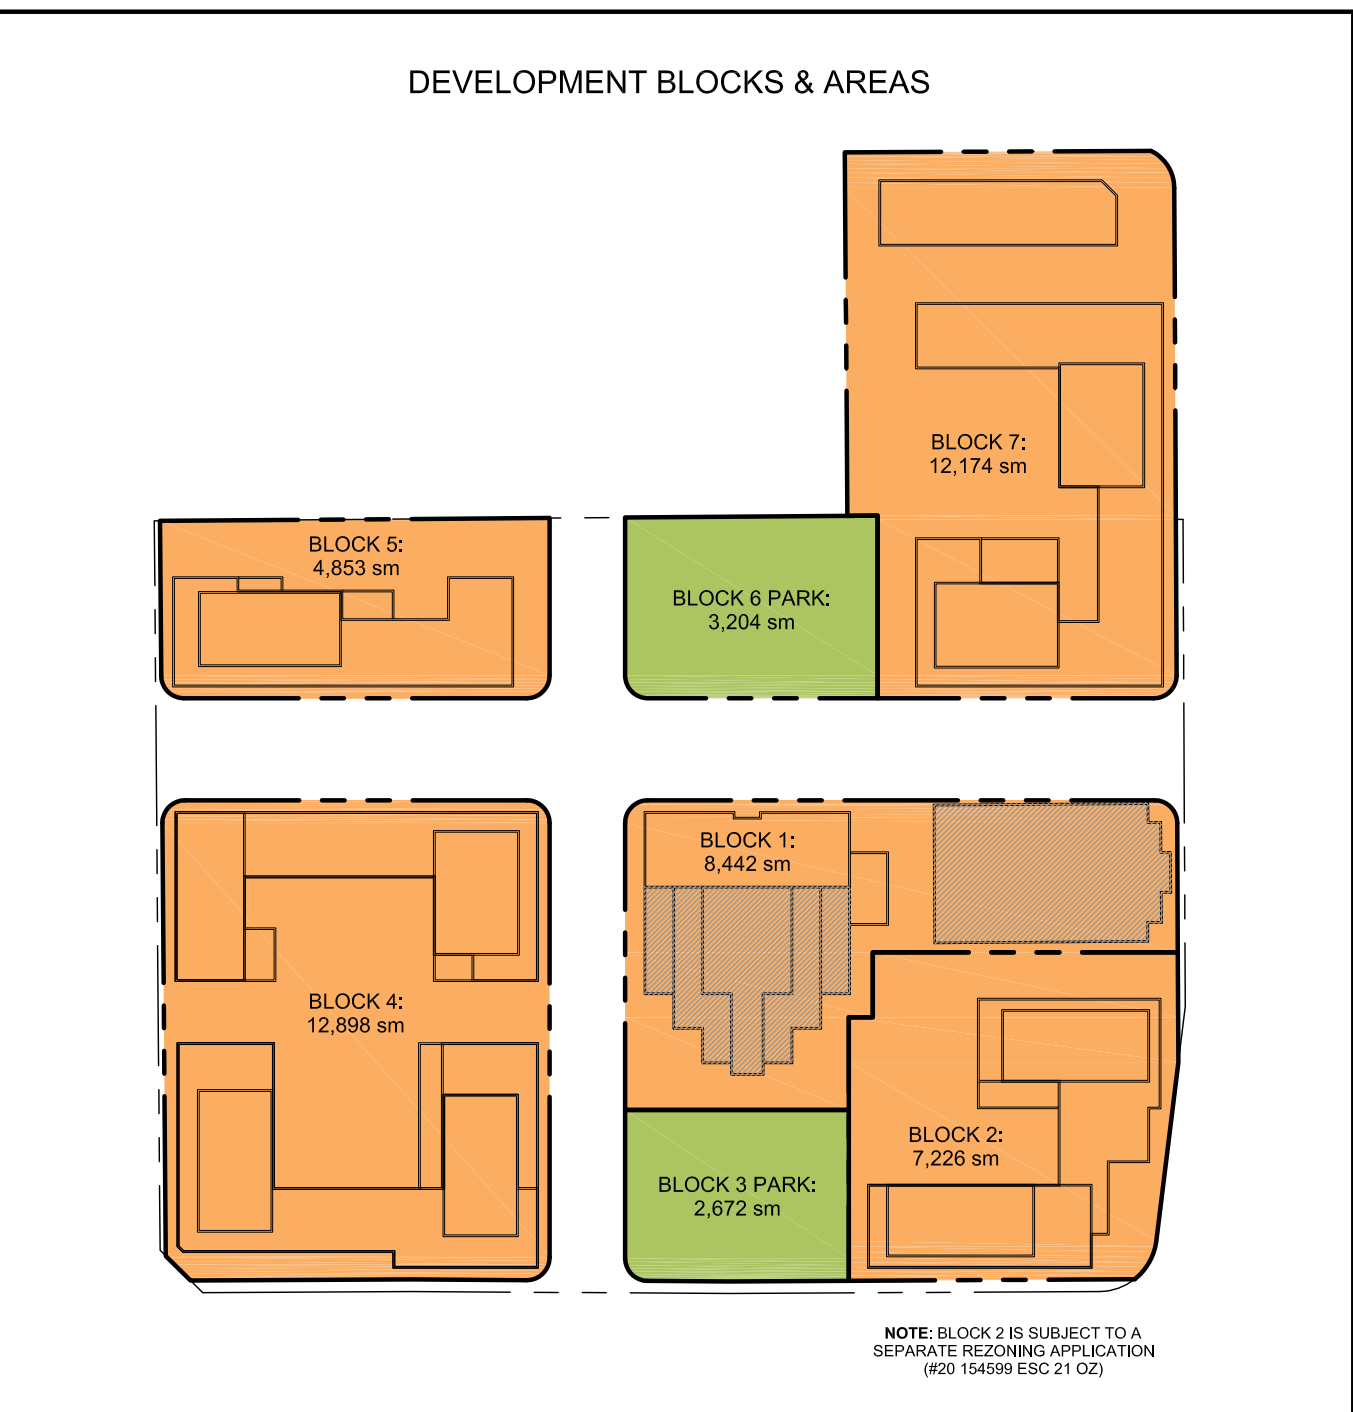 DEVELOPMENT BLOCKS & AREAS
BLOCK 7:
12,174 sm
BLOCK 5:
4,853 sm
BLOCK 6 PARK:
3,204 sm
BLOCK 1:
8,442 sm
BLOCK 4:
12,898 sm
BLOCK 2:
7,226 sm
BLOCK 3 PARK:
2,672 sm
NOTE: BLOCK 2 IS SUBJECT TO A
SEPARATE REZONING APPLICATION
(#20 154599 ESC 21 OZ)